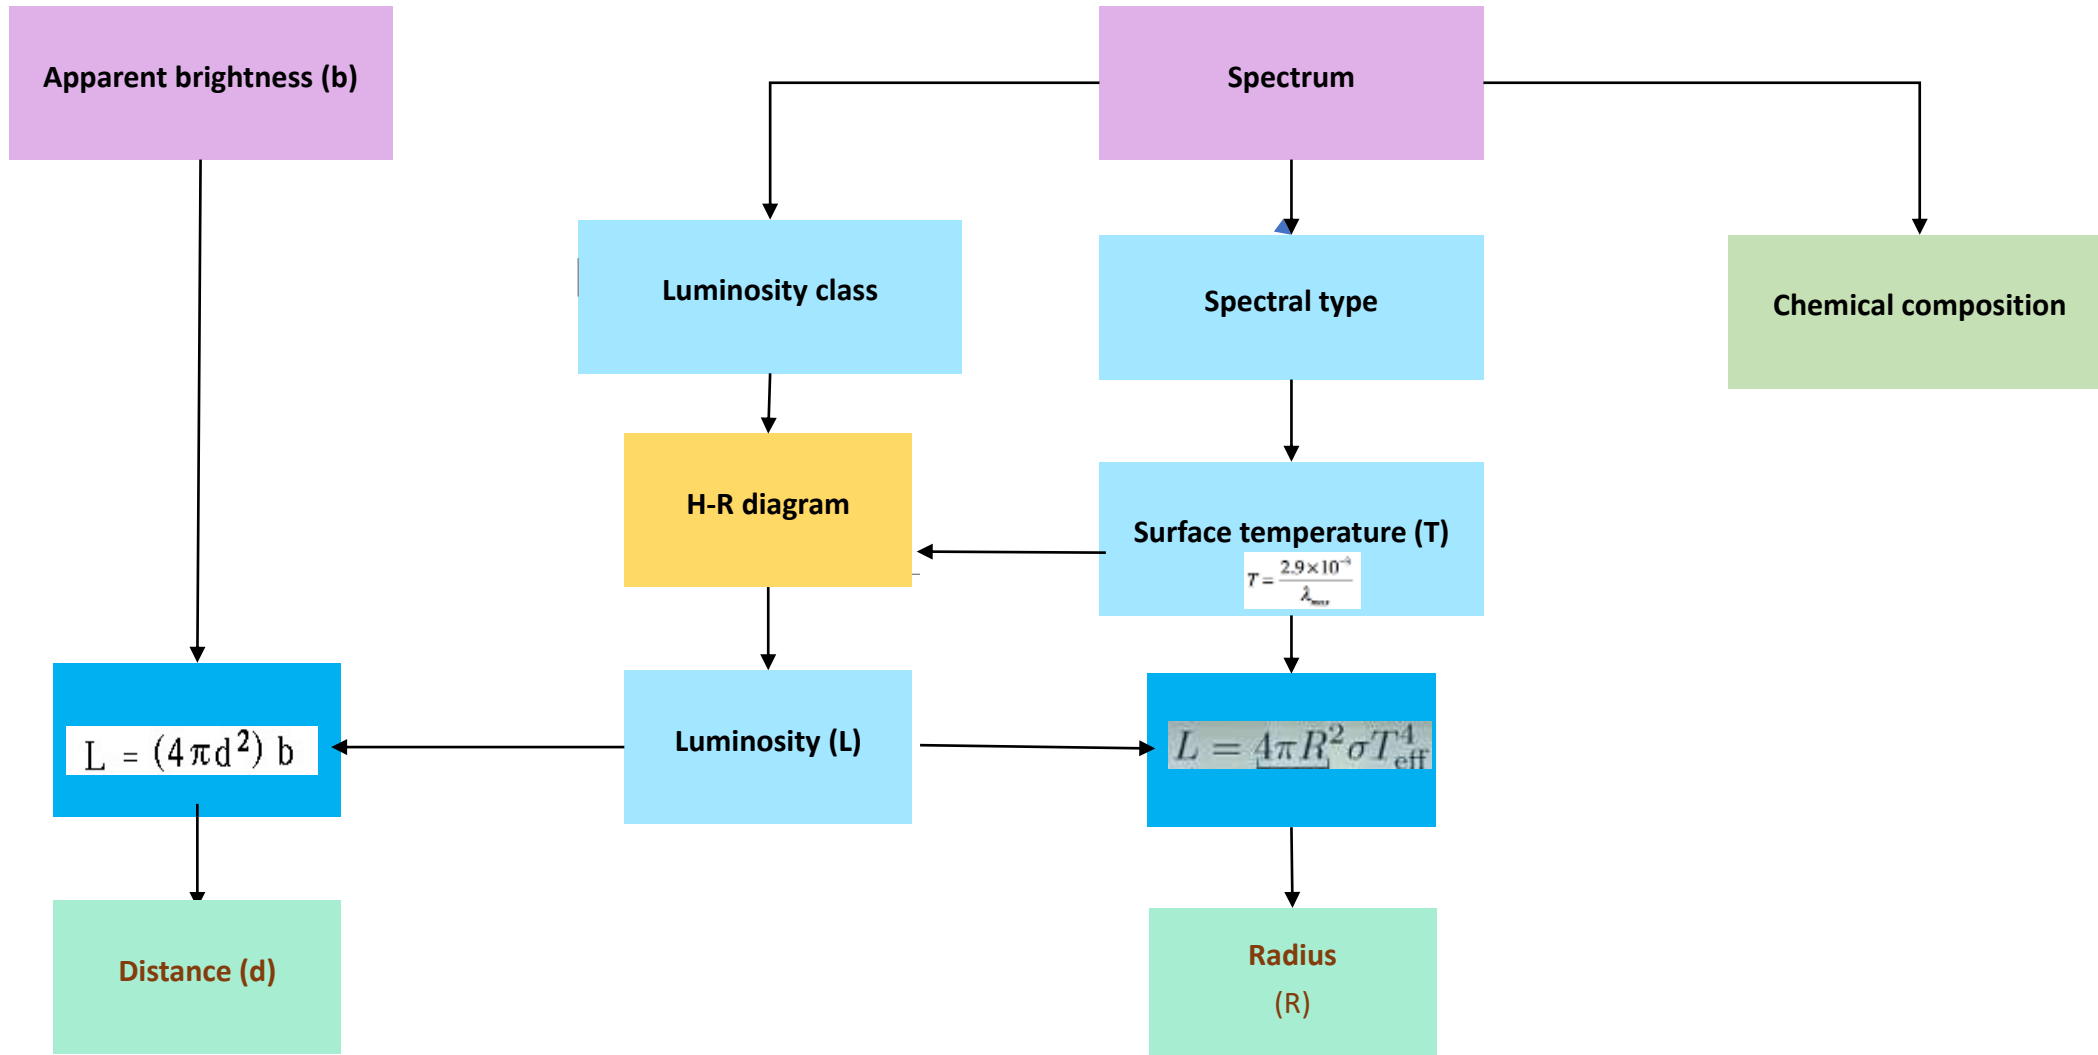 Apparent brightness (b)
Spectrum
Luminosity class
Spectral type
Chemical composition
H-R diagram
Surface temperature (T)
T = 2.9×10⁻³ / λmax
L = (4πd²) b
Luminosity (L)
L = 4πR²σT⁴eff
Distance (d)
Radius
(R)